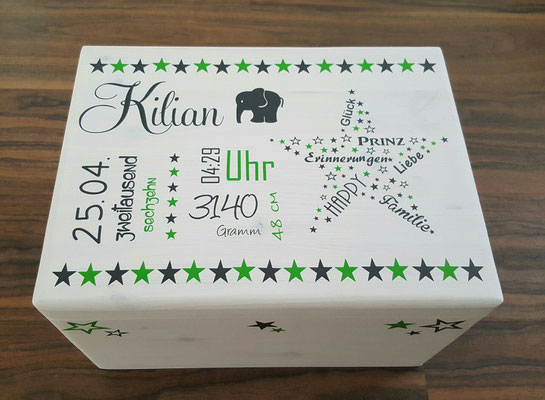 Kilian
25.04.
zweitausend
sechzehn
04:29
Uhr
3140
Gramm
48 cm
Glück
Prinz
Erinnerungen
Liebe
HAPPY
Familie